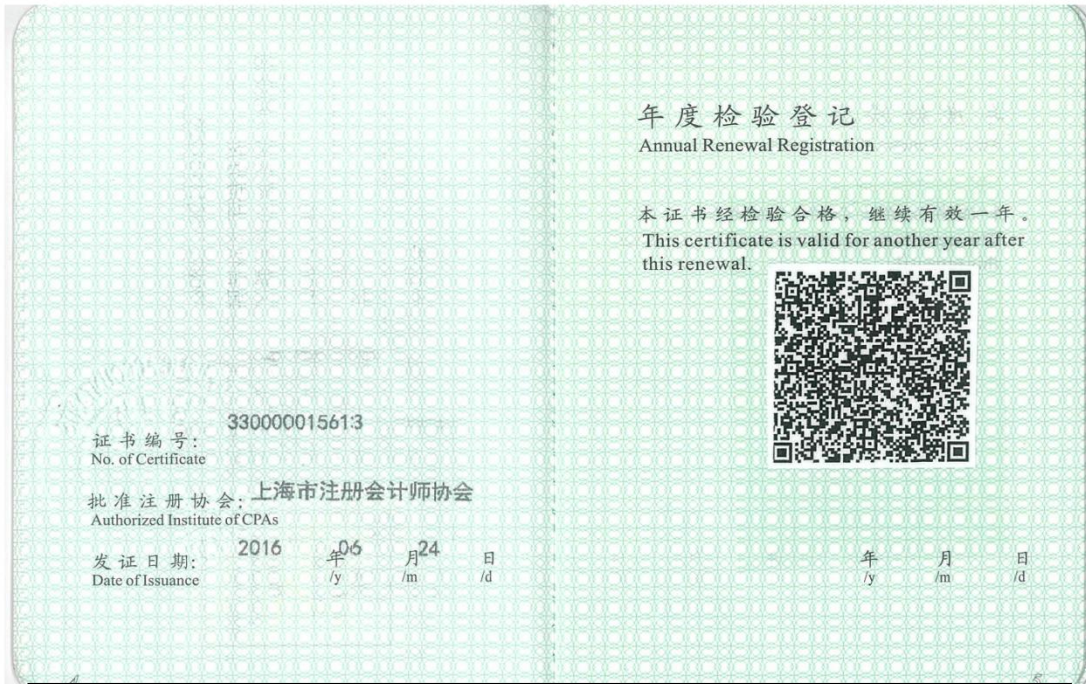 证书编号: 330000015613
No. of Certificate
批准注册协会: 上海市注册会计师协会
Authorized Institute of CPAs
发证日期: 2016 年 06 月 24 日
Date of Issuance /y /m /d
年度检验登记
Annual Renewal Registration
本证书经检验合格，继续有效一年。
This certificate is valid for another year after
this renewal.
年 月 日
/y /m /d